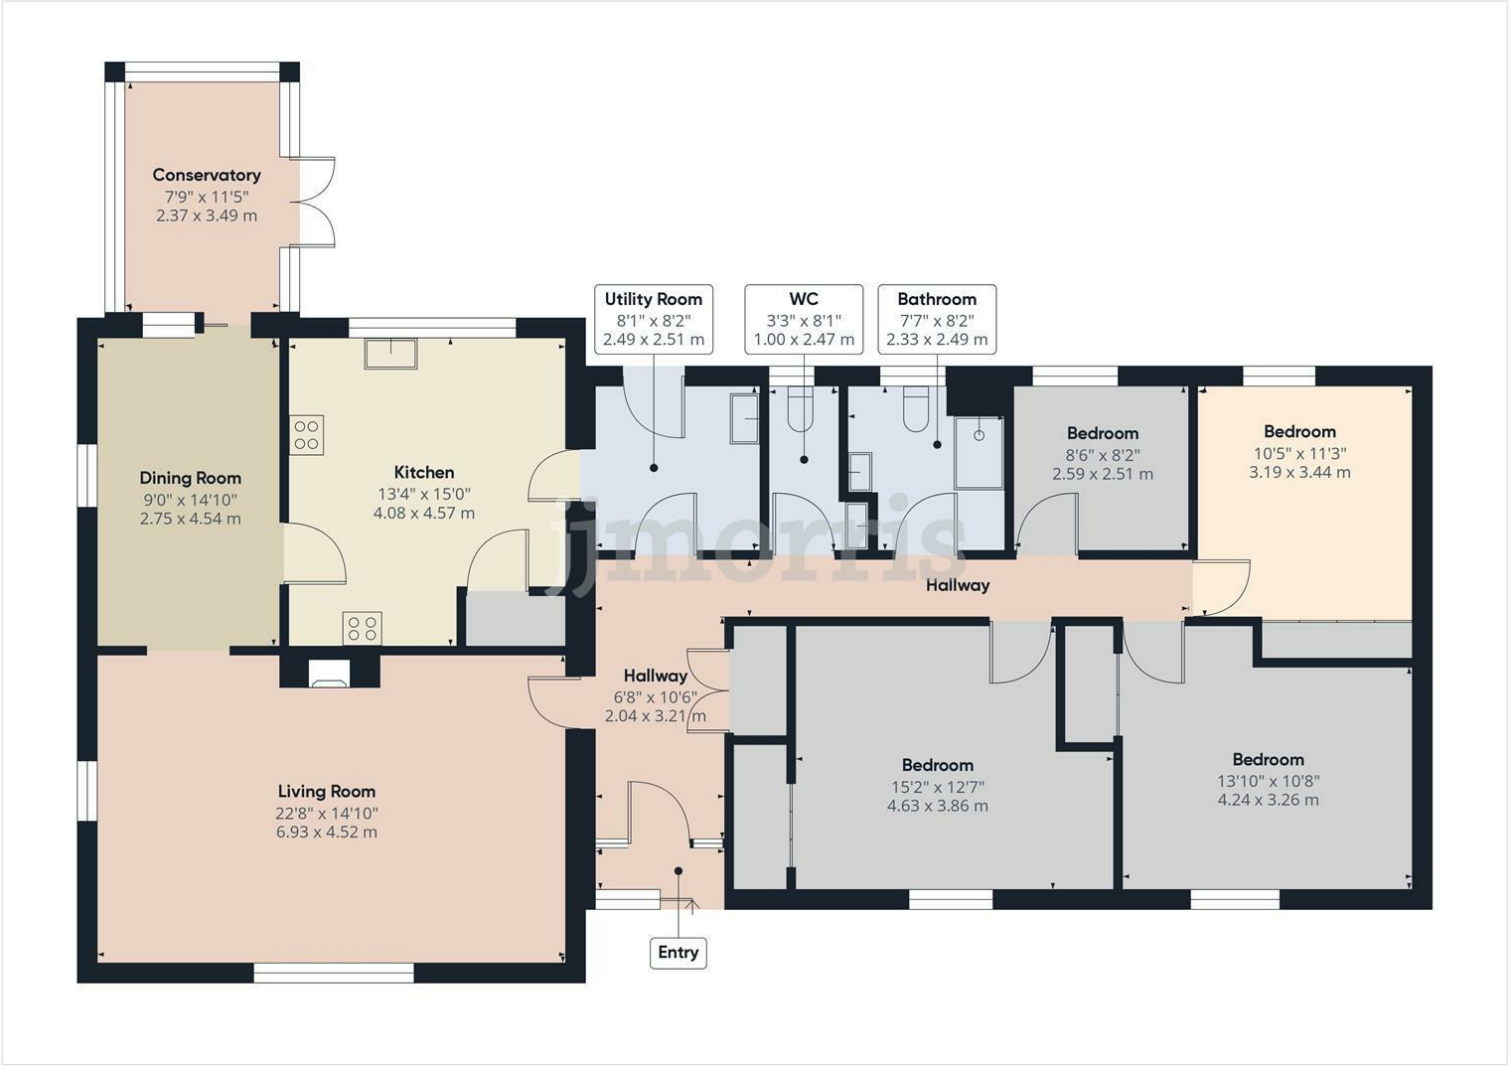 Conservatory
7'9" x 11'5"
2.37 x 3.49 m
Utility Room
8'1" x 8'2"
2.49 x 2.51 m
WC
3'3" x 8'1"
1.00 x 2.47 m
Bathroom
7'7" x 8'2"
2.33 x 2.49 m
Dining Room
9'0" x 14'10"
2.75 x 4.54 m
Kitchen
13'4" x 15'0"
4.08 x 4.57 m
Bedroom
8'6" x 8'2"
2.59 x 2.51 m
Bedroom
10'5" x 11'3"
3.19 x 3.44 m
jjmorris
Hallway
Hallway
6'8" x 10'6"
2.04 x 3.21 m
Living Room
22'8" x 14'10"
6.93 x 4.52 m
Bedroom
15'2" x 12'7"
4.63 x 3.86 m
Bedroom
13'10" x 10'8"
4.24 x 3.26 m
Entry